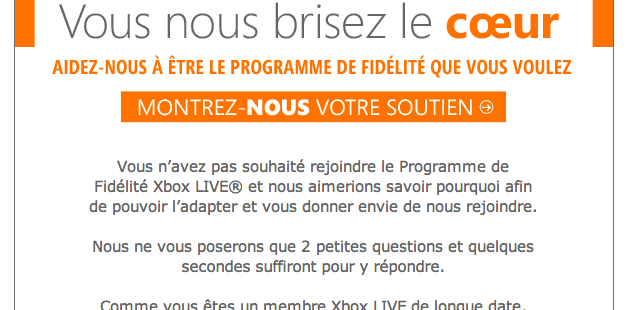 Vous nous brisez le cœur
AIDEZ-NOUS À ÊTRE LE PROGRAMME DE FIDÉLITÉ QUE VOUS VOULEZ
MONTREZ-NOUS VOTRE SOUTIEN
Vous n’avez pas souhaité rejoindre le Programme de
Fidélité Xbox LIVE® et nous aimerions savoir pourquoi afin
de pouvoir l’adapter et vous donner envie de nous rejoindre.
Nous ne vous poserons que 2 petites questions et quelques
secondes suffiront pour y répondre.
Comme vous êtes un membre Xbox LIVE de longue date,